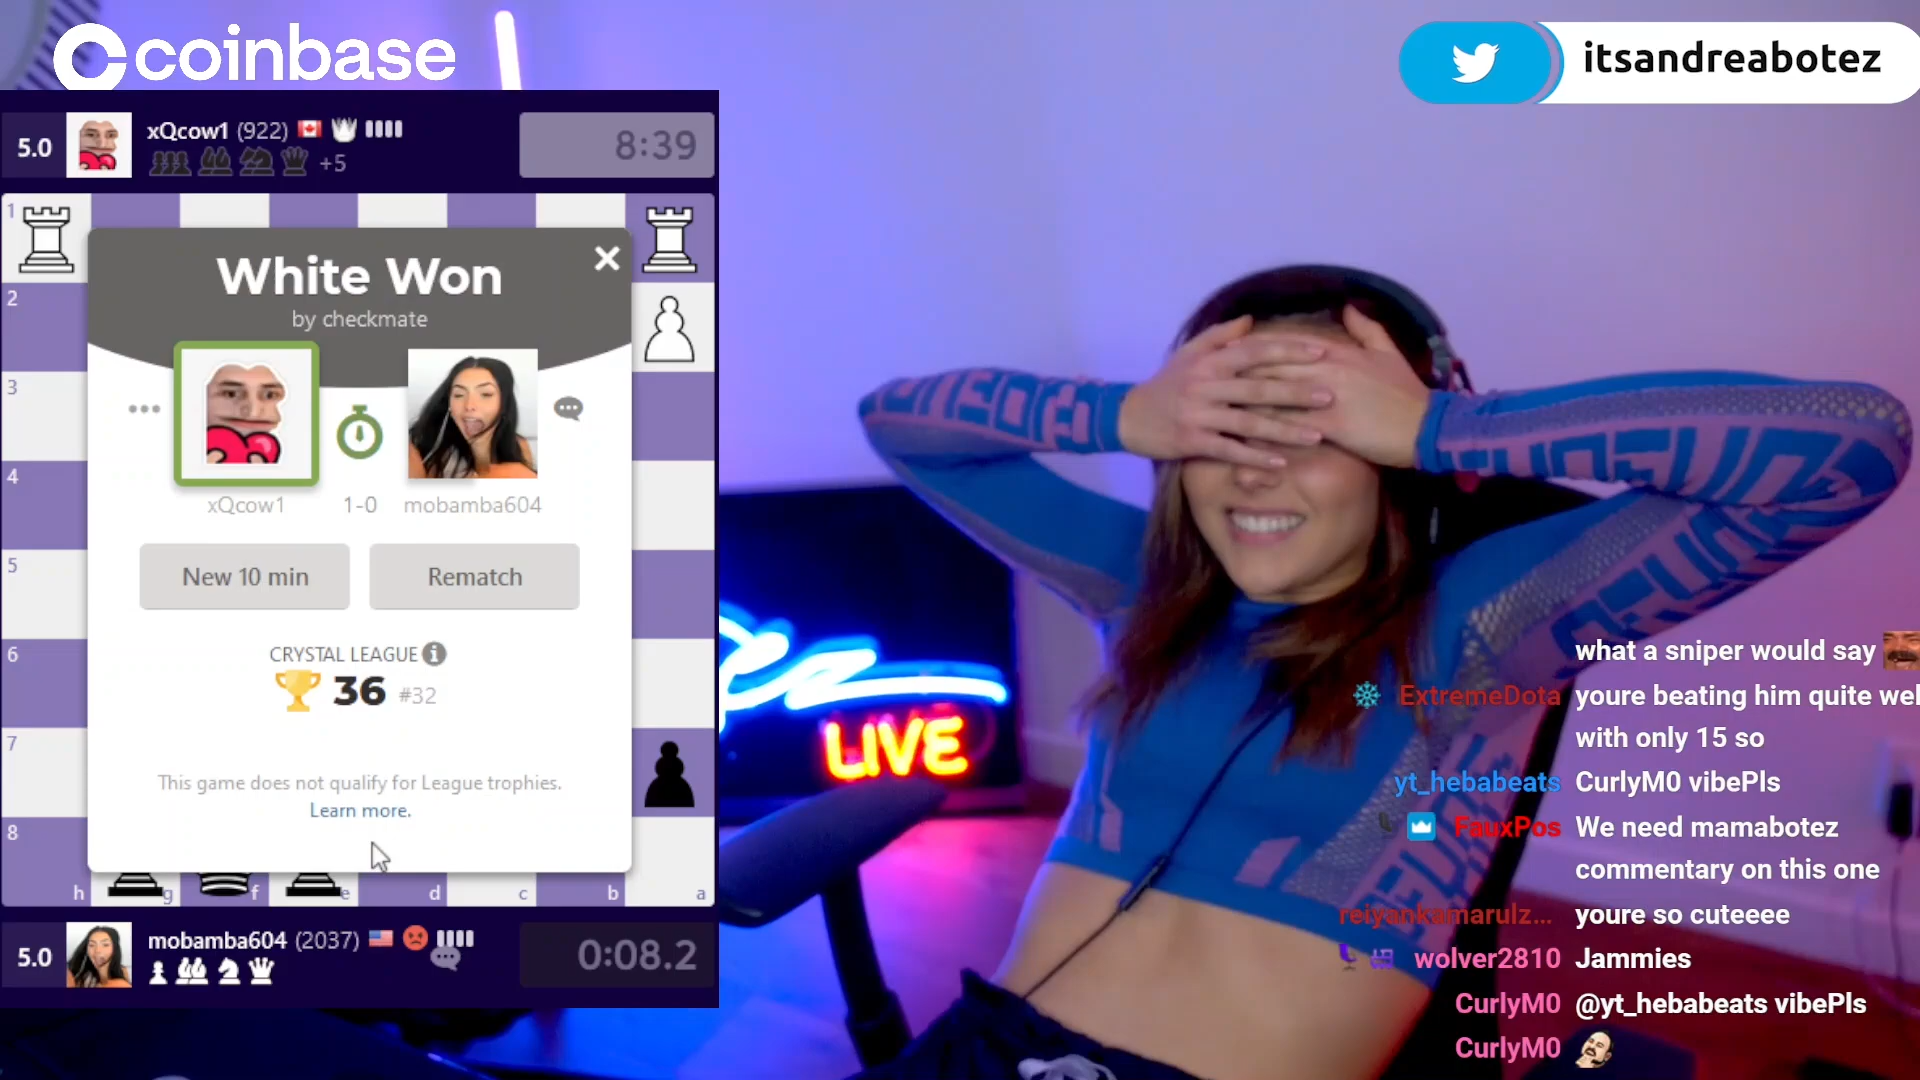 coinbase
itsandreabotez
5.0
xQcow1 (922)
+5
8:39
1
2
3
4
5
6
7
8
White Won
by checkmate
xQcow1
1-0
mobamba604
New 10 min
Rematch
CRYSTAL LEAGUE
36 #32
This game does not qualify for League trophies.
Learn more.
h g f e d c b a
5.0
mobamba604 (2037)
0:08.2
LIVE
what a sniper would say
ExtremeDota youre beating him quite wel
with only 15 so
yt_hebabeats CurlyM0 vibePls
FauxPos We need mamabotez
commentary on this one
reiyankamarulz... youre so cuteeee
wolver2810 Jammies
CurlyM0 @yt_hebabeats vibePls
CurlyM0